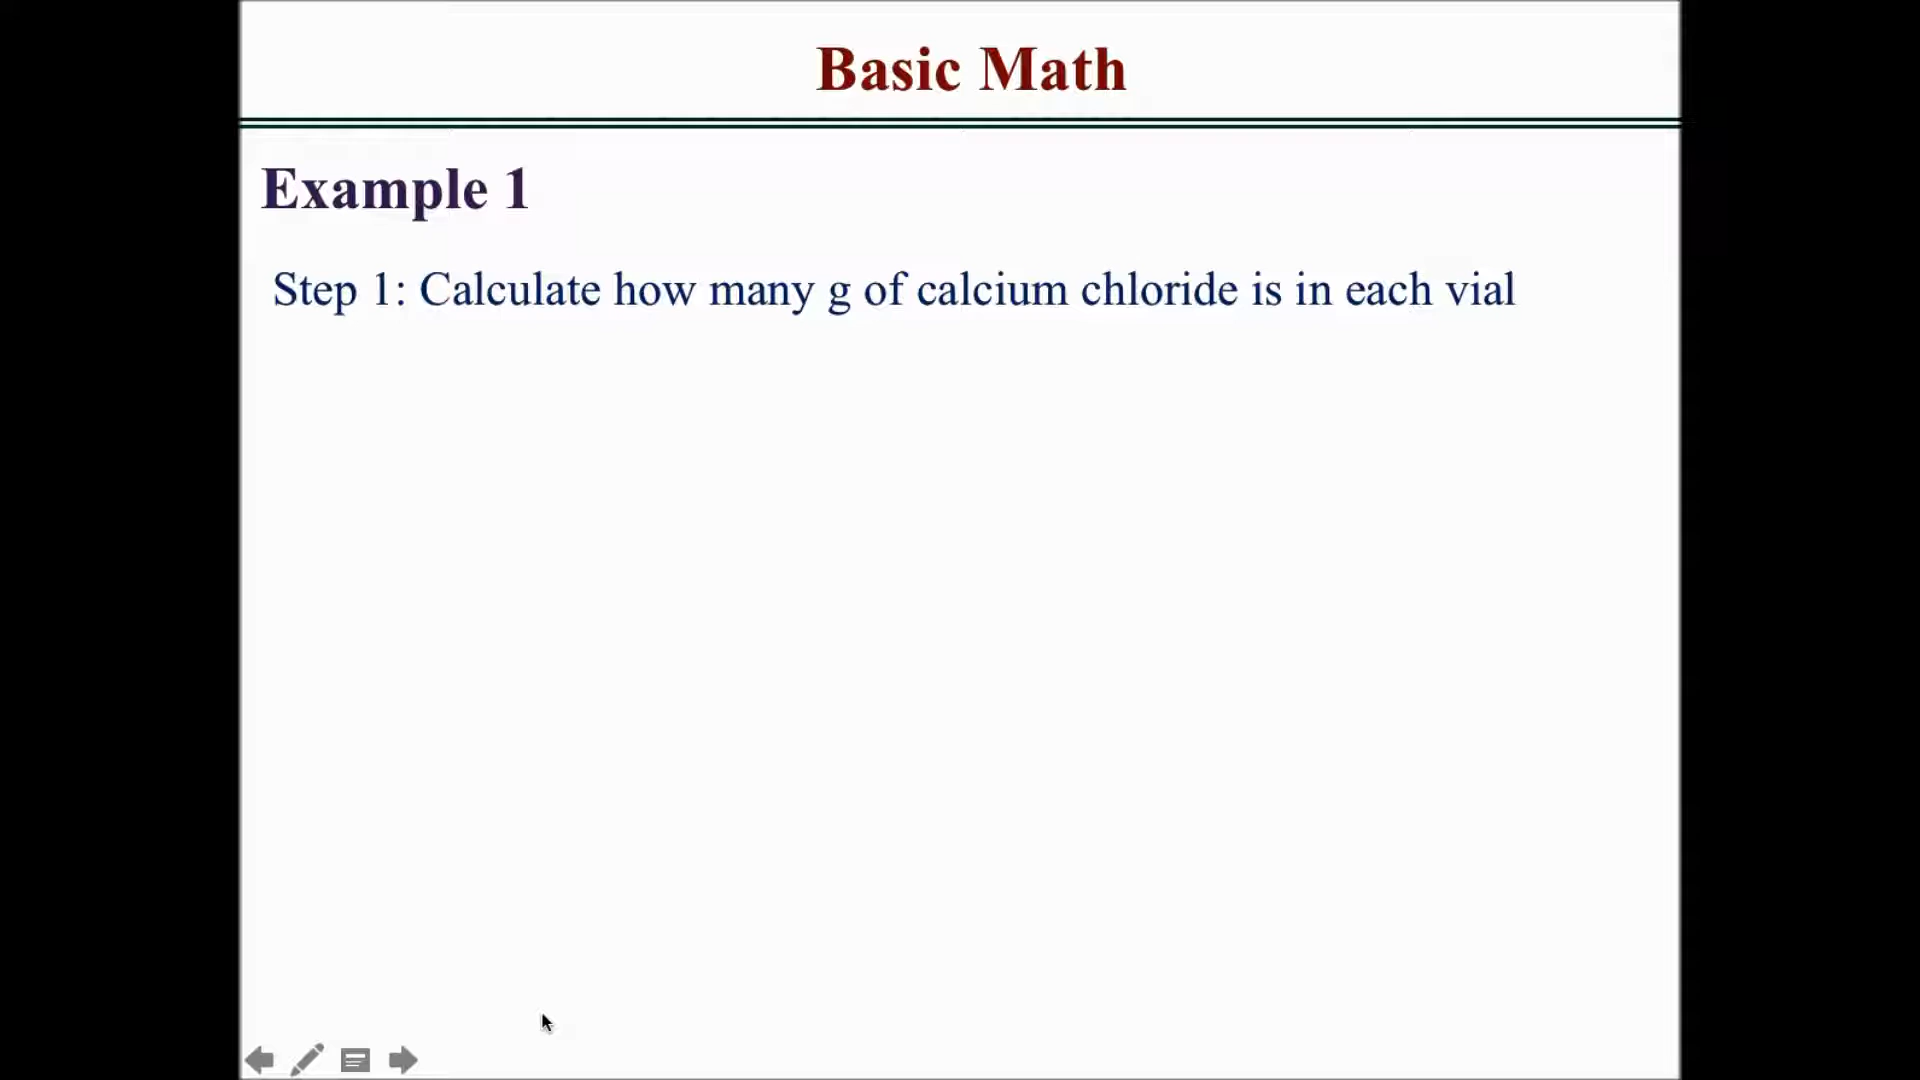 Basic Math
Example 1
Step 1: Calculate how many g of calcium chloride is in each vial